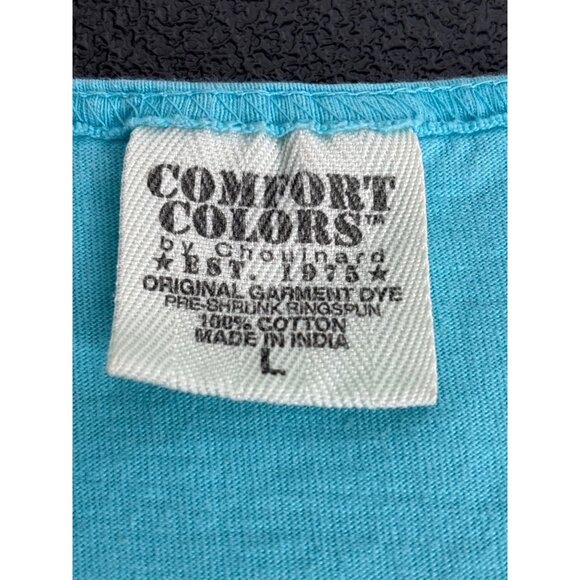 COMFORT
COLORS™
by Chouinard
★ EST. 1975 ★
ORIGINAL GARMENT DYE
PRE-SHRUNK RINGSPUN
100% COTTON
MADE IN INDIA
L